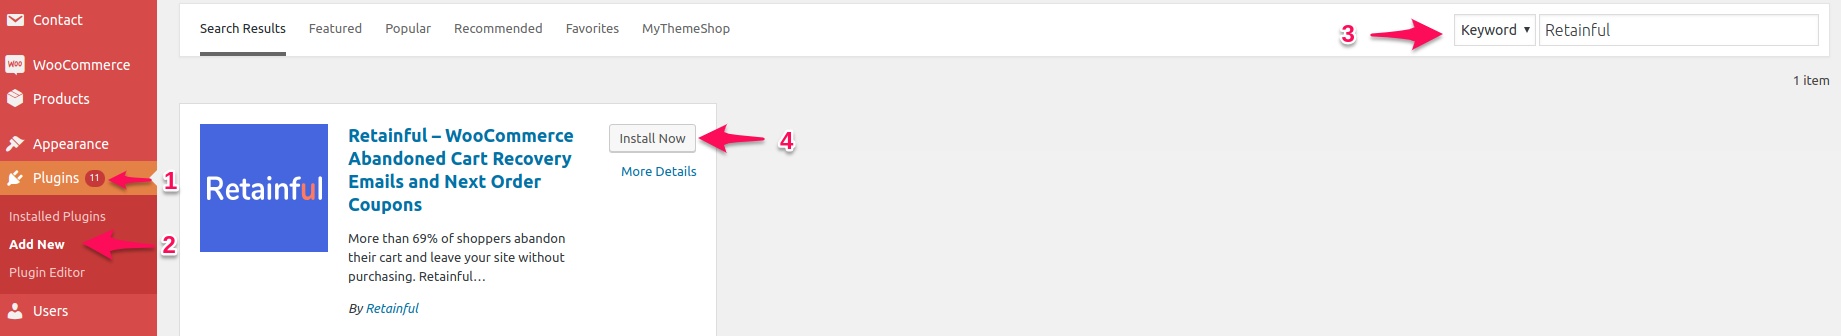 Contact
WooCommerce
Products
Appearance
Plugins 11
1
Installed Plugins
Add New
2
Plugin Editor
Users
Search Results Featured Popular Recommended Favorites MyThemeShop
3
Keyword Retainful
1 item
Retainful
Retainful – WooCommerce
Abandoned Cart Recovery
Emails and Next Order
Coupons
Install Now
4
More Details
More than 69% of shoppers abandon
their cart and leave your site without
purchasing. Retainful…
By Retainful